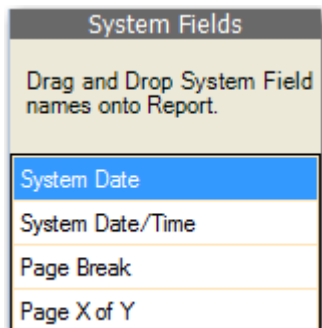 System Fields
Drag and Drop System Field
names onto Report.
System Date
System Date/Time
Page Break
Page X of Y